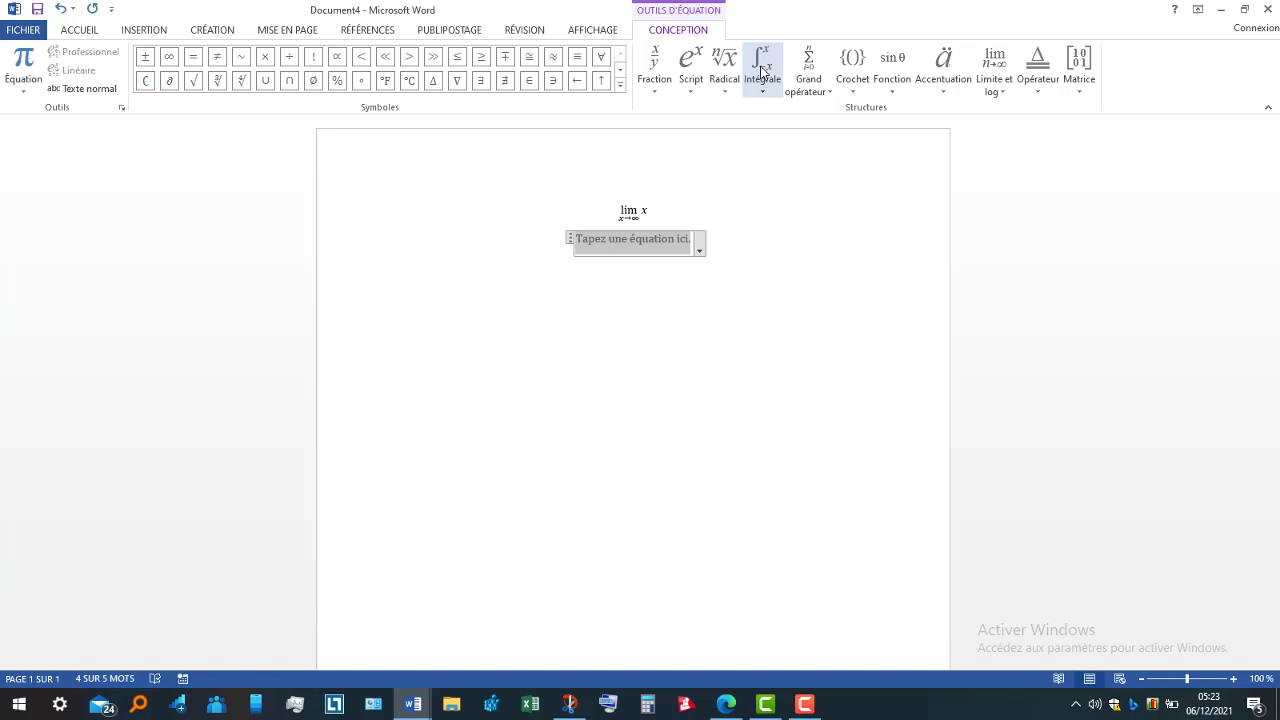 Document4 - Microsoft Word
OUTILS D'ÉQUATION
FICHIER ACCUEIL INSERTION CRÉATION MISE EN PAGE RÉFÉRENCES PUBLIPOSTAGE RÉVISION AFFICHAGE CONCEPTION Connexion
π Professionnel
Linéaire
Équation abc Texte normal
± ∞ = ≠ ~ × ÷ ! ∝ < ≪ > ≫ ≤ ≥ ∓ ≅ ≈ ≡ ∀
∁ ∂ √ ∛ ∜ ∪ ∩ ∅ % ° °F °C ∆ ∇ ∃ ∄ ∈ ∋ ← ↑
Fraction Script Radical Intégrale Grand opérateur Crochet Fonction Accentuation Limite et log Opérateur Matrice
Outils Symboles Structures
lim x
x→∞
Tapez une équation ici.
Activer Windows
Accédez aux paramètres pour activer Windows.
PAGE 1 SUR 1 4 SUR 5 MOTS 100 %
24
05:23
06/12/2021